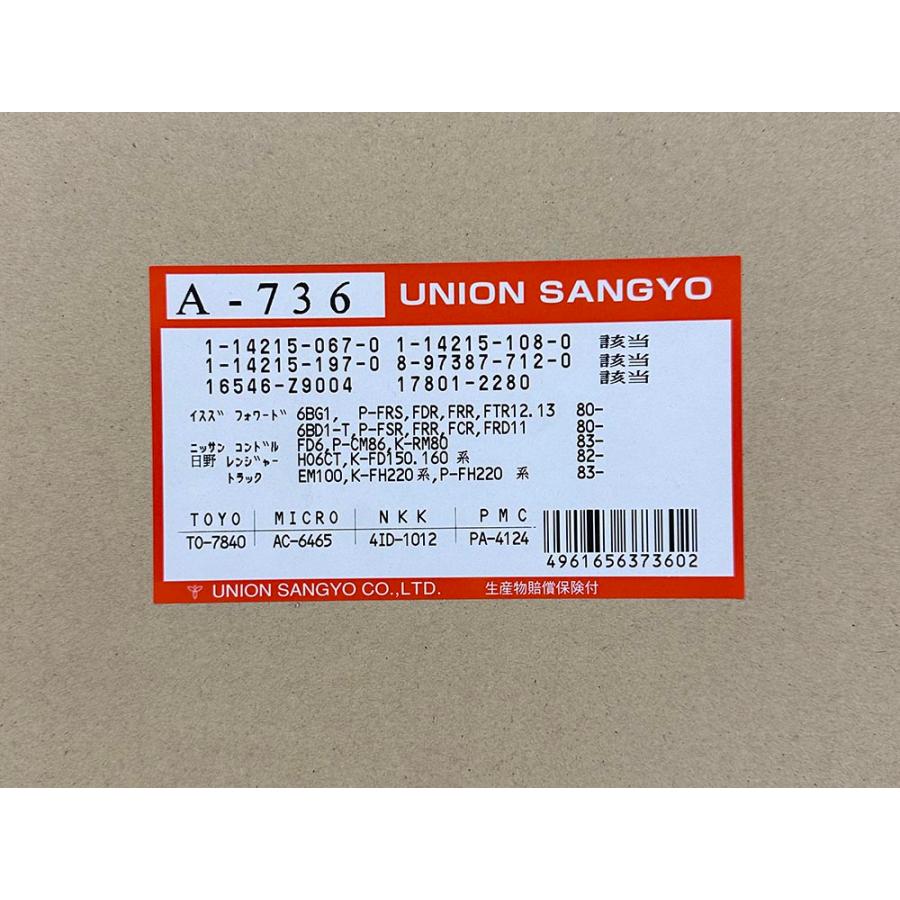 A-736 UNION SANGYO
1-14215-067-0 1-14215-108-0 該当
1-14215-197-0 8-97387-712-0 該当
16546-Z9004 17801-2280 該当
イスズ フォワード 6BG1, P-FRS,FDR,FRR,FTR12.13 80-
6BD1-T,P-FSR,FRR,FCR,FRD11 80-
ニッサン コンドル FD6,P-CM86,K-RM80 83-
日野 レンジャー H06CT,K-FD150.160 系 82-
トラック EM100,K-FH220系,P-FH220 系 83-
TOYO MICRO NKK PMC
TO-7840 AC-6465 4ID-1012 PA-4124
4961656373602
UNION SANGYO CO.,LTD. 生産物賠償保険付